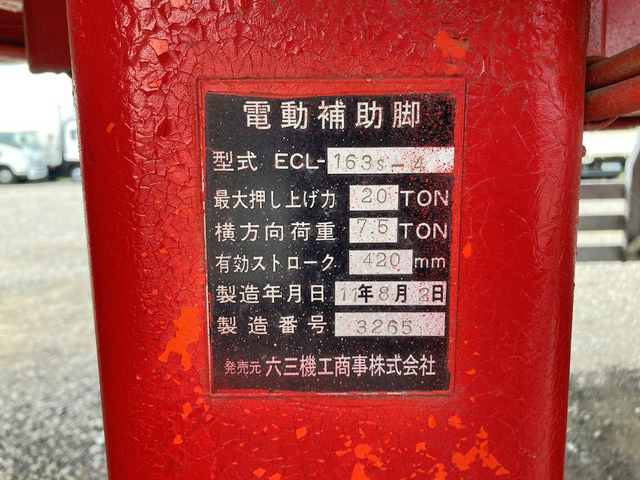 電動補助脚
型式 ECL-163S-4
最大押し上げ力 20 TON
横方向荷重 7.5 TON
有効ストローク 420 mm
製造年月日 11年8月2日
製造番号 3265
発売元 六三機工商事株式会社